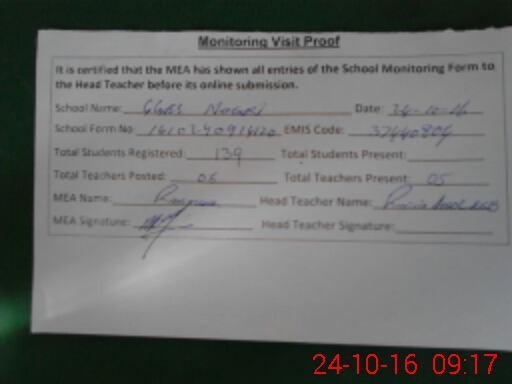 Monitoring Visit Proof
It is certified that the MEA has shown all entries of the School Monitoring Form to
the Head Teacher before its online submission.
School Name: Date: 24-10-16
School Form No: EMIS Code:
Total Students Registered: 139 Total Students Present:
Total Teachers Posted: 06 Total Teachers Present: 05
MEA Name: Head Teacher Name:
MEA Signature: Head Teacher Signature:
24-10-16 09:17